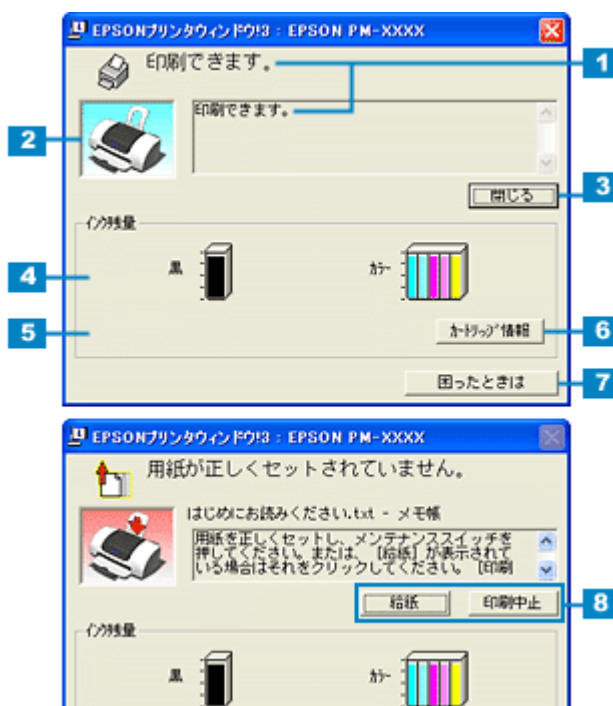 EPSONプリンタウィンドウ!3 : EPSON PM-XXXX
印刷できます。
1
印刷できます。
2
閉じる
3
インク残量
4
黒
カラー
5
カートリッジ情報
6
困ったときは
7
EPSONプリンタウィンドウ!3 : EPSON PM-XXXX
用紙が正しくセットされていません。
はじめにお読みください.txt - メモ帳
用紙を正しくセットし、メンテナンススイッチを
押してください。または、［給紙］が表示されて
いる場合はそれをクリックしてください。［印刷
給紙
印刷中止
8
インク残量
黒
カラー